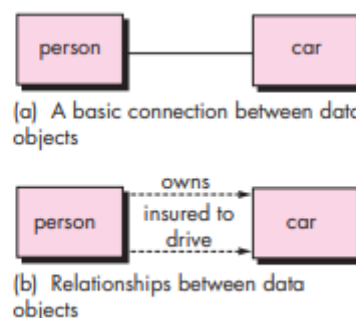 person car
(a) A basic connection between data
objects
owns
person insured to car
drive
(b) Relationships between data
objects